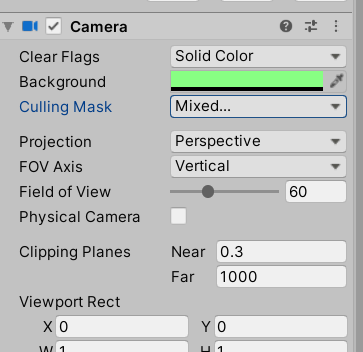 Camera
Clear Flags Solid Color
Background
Culling Mask Mixed...
Projection Perspective
FOV Axis Vertical
Field of View 60
Physical Camera
Clipping Planes Near 0.3
Far 1000
Viewport Rect
X 0 Y 0
W 1 H 1